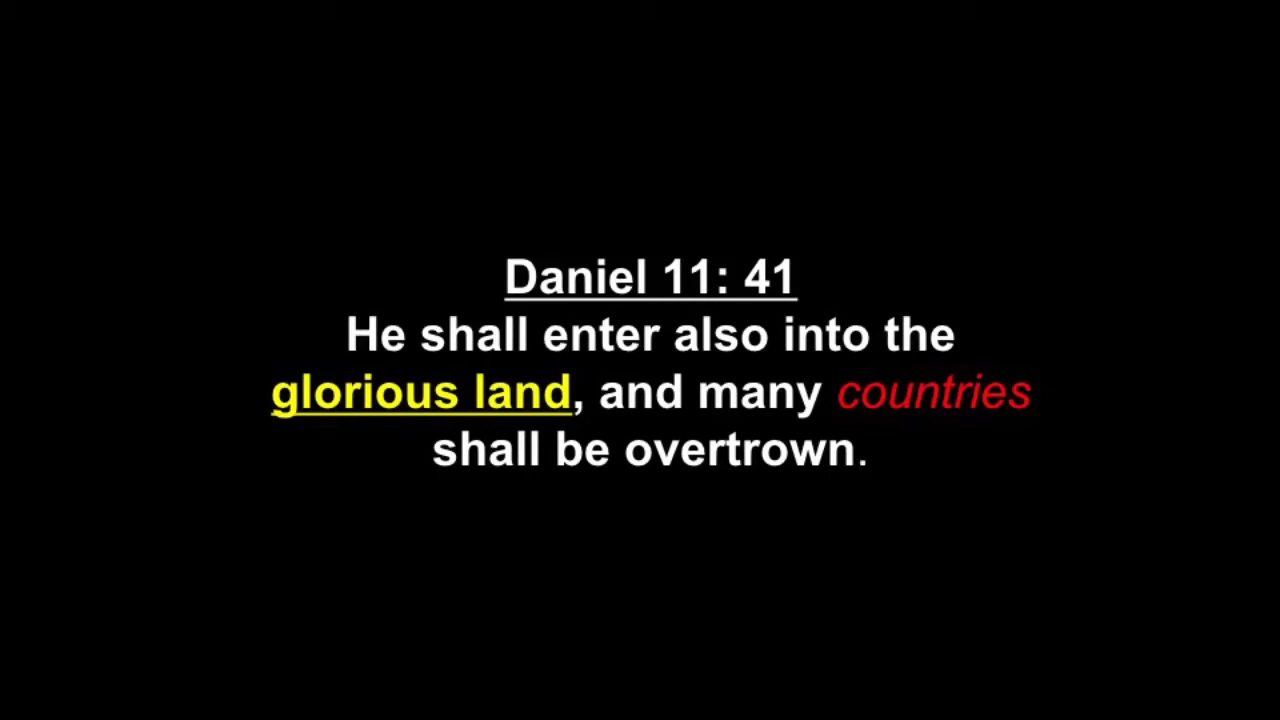 Daniel 11: 41
He shall enter also into the
glorious land, and many countries
shall be overtrown.